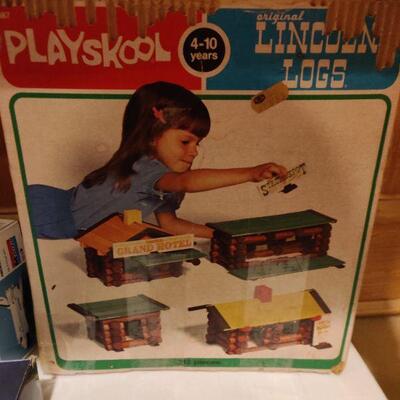 PLAYSKOOL
4-10
years
original
LINCOLN
LOGS
GRAND HOTEL